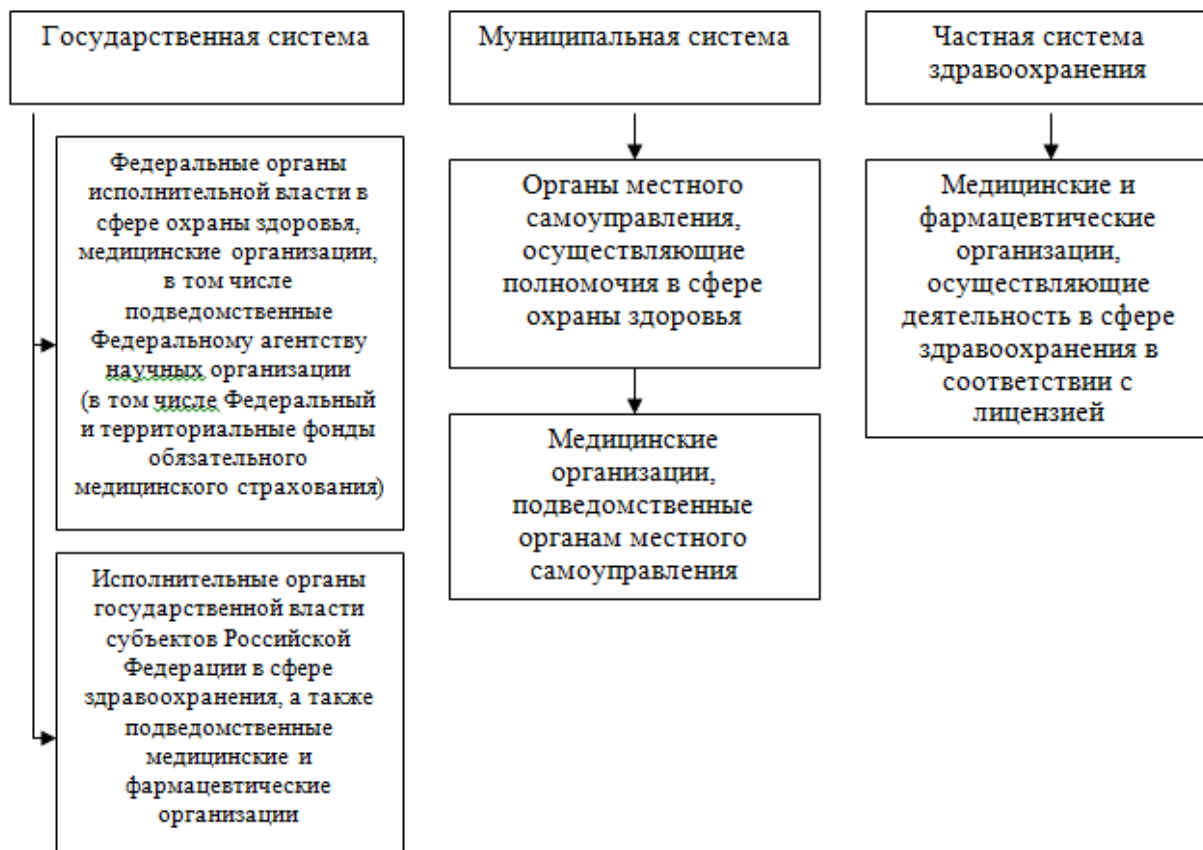 Государственная система
Федеральные органы
исполнительной власти в
сфере охраны здоровья,
медицинские организации,
в том числе
подведомственные
Федеральному агентству
научных организации
(в том числе Федеральный
и территориальные фонды
обязательного
медицинского страхования)
Исполнительные органы
государственной власти
субъектов Российской
Федерации в сфере
здравоохранения, а также
подведомственные
медицинские и
фармацевтические
организации
Муниципальная система
Органы местного
самоуправления,
осуществляющие
полномочия в сфере
охраны здоровья
Медицинские
организации,
подведомственные
органам местного
самоуправления
Частная система
здравоохранения
Медицинские и
фармацевтические
организации,
осуществляющие
деятельность в сфере
здравоохранения в
соответствии с
лицензией